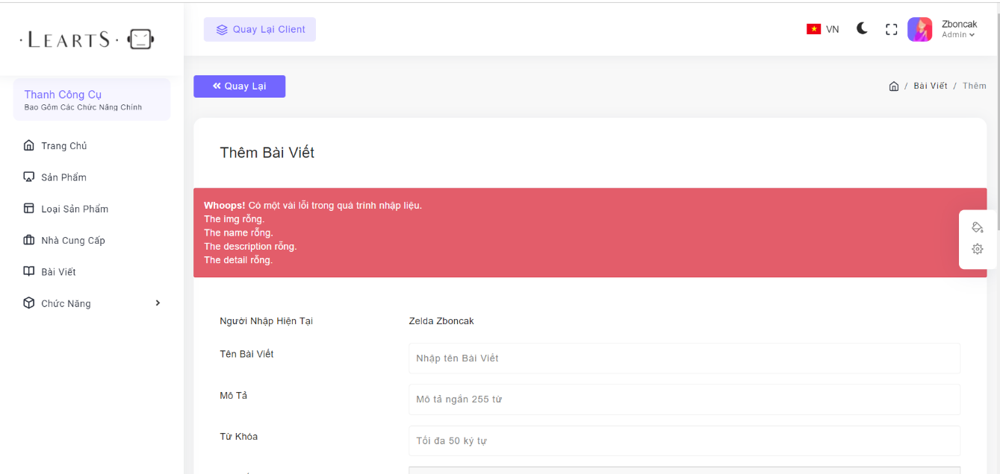 · LEARTS ·
Quay Lại Client
VN
Zboncak
Admin
Thanh Công Cụ
Bao Gồm Các Chức Năng Chính
Quay Lại
/ Bài Viết / Thêm
Trang Chủ
Sản Phẩm
Loại Sản Phẩm
Nhà Cung Cấp
Bài Viết
Chức Năng
Thêm Bài Viết
Whoops! Có một vài lỗi trong quá trình nhập liệu.
The img rỗng.
The name rỗng.
The description rỗng.
The detail rỗng.
Người Nhập Hiện Tại
Zelda Zboncak
Tên Bài Viết
Nhập tên Bài Viết
Mô Tả
Mô tả ngắn 255 từ
Từ Khóa
Tối đa 50 ký tự